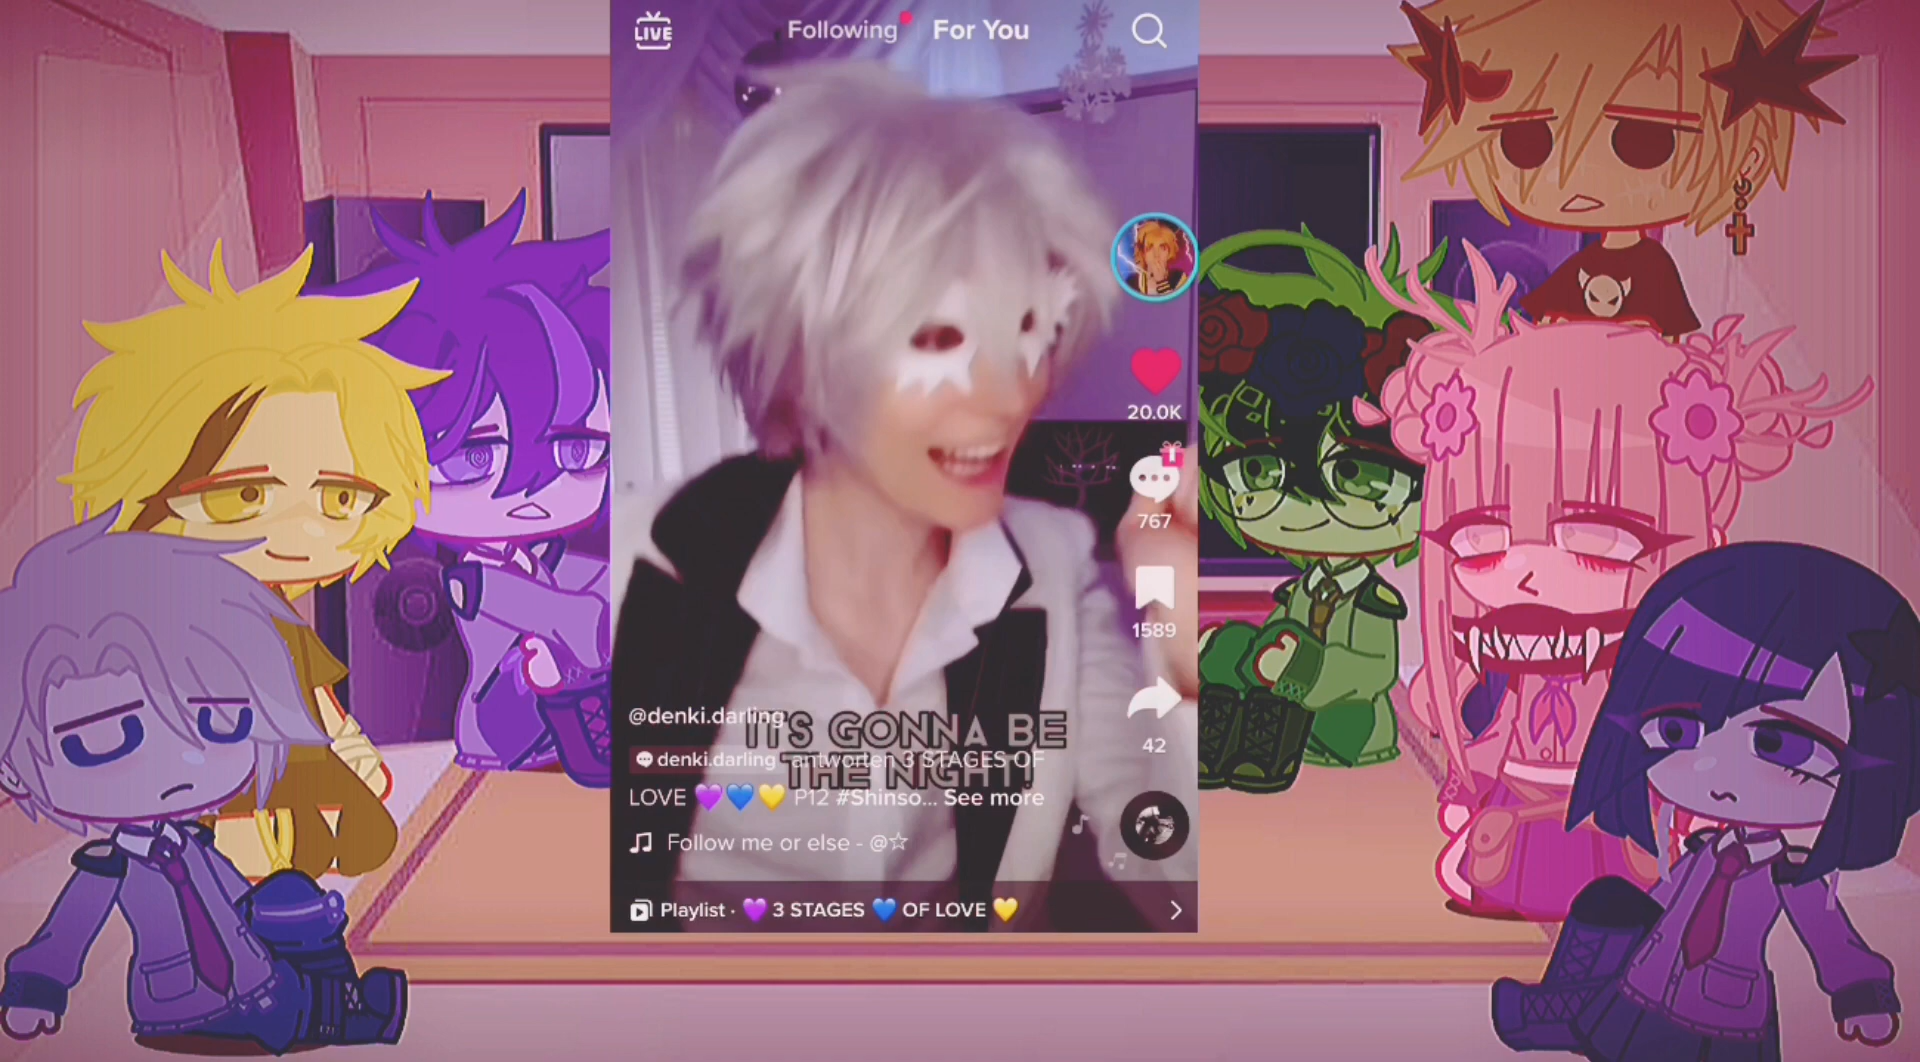 LIVE
Following For You
20.0K
767
1589
42
@denki.darling
ITS GONNA BE
THE NIGHT!
denki.darling antworten 3 STAGES OF
LOVE 💜💙💛 P12 #Shinso... See more
Follow me or else - @☆
Playlist · 💜 3 STAGES 💙 OF LOVE 💛